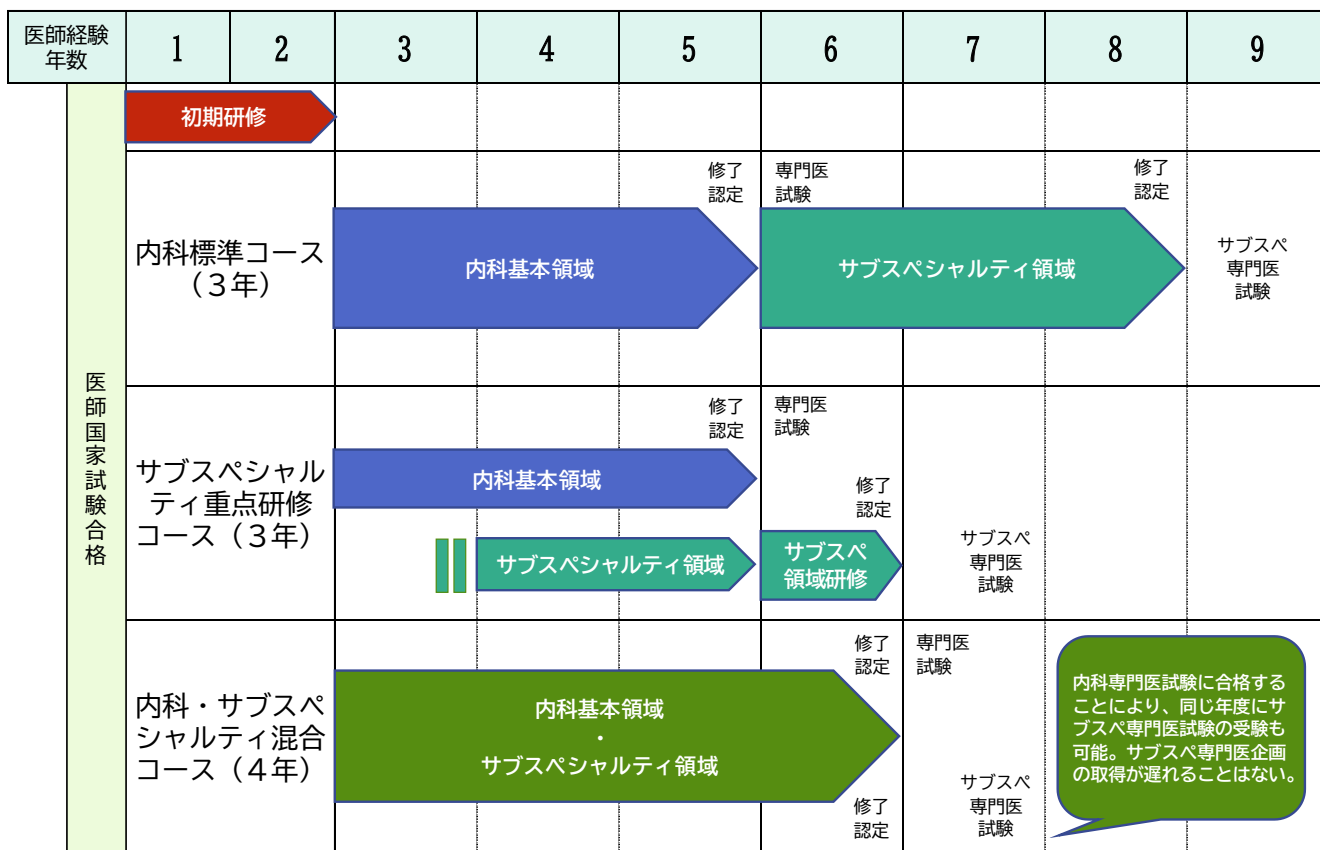 医師経験
年数
1
2
3
4
5
6
7
8
9
医師国家試験合格
初期研修
内科標準コース
（３年）
修了
認定
専門医
試験
修了
認定
内科基本領域
サブスペシャルティ領域
サブスペ
専門医
試験
サブスペシャル
ティ重点研修
コース（３年）
修了
認定
専門医
試験
内科基本領域
修了
認定
サブスペシャルティ領域
サブスペ
領域研修
サブスペ
専門医
試験
内科・サブスペ
シャルティ混合
コース（４年）
修了
認定
専門医
試験
内科基本領域
・
サブスペシャルティ領域
修了
認定
サブスペ
専門医
試験
内科専門医試験に合格する
ことにより、同じ年度にサ
ブスペ専門医試験の受験も
可能。サブスペ専門医企画
の取得が遅れることはない。